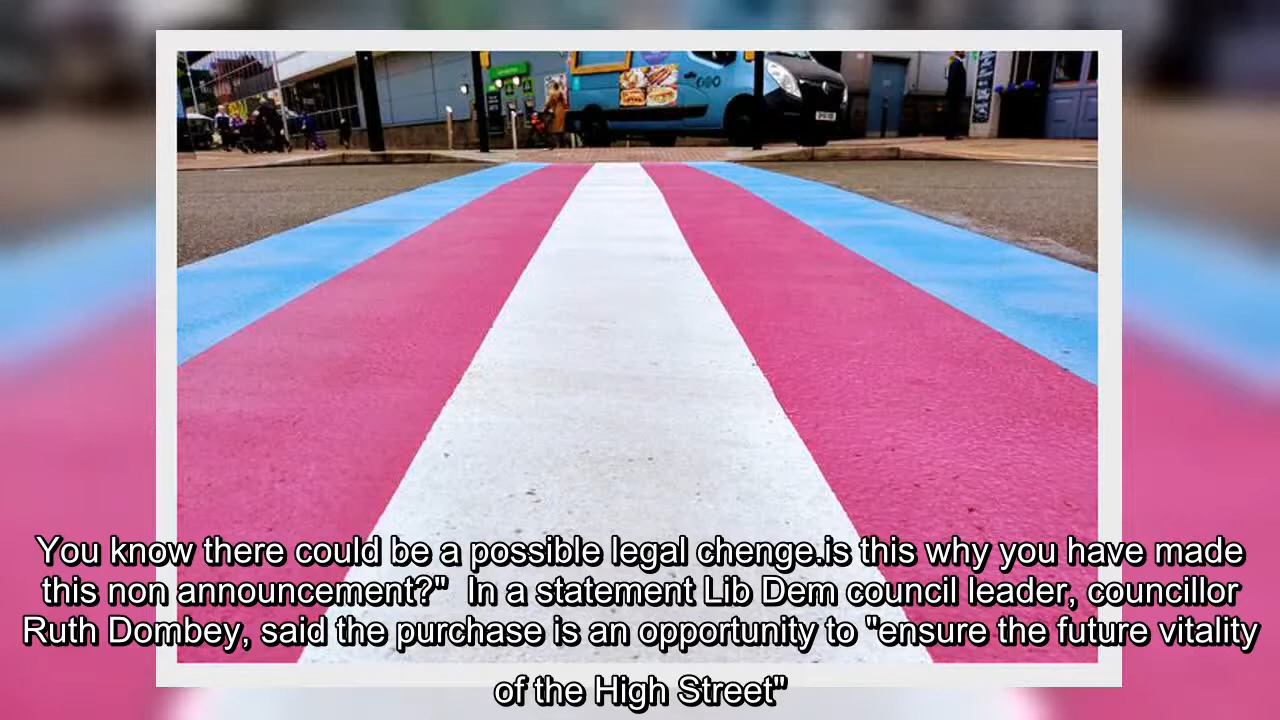 You know there could be a possible legal chenge.is this why you have made
this non announcement?"  In a statement Lib Dem council leader, councillor
Ruth Dombey, said the purchase is an opportunity to "ensure the future vitality
of the High Street"